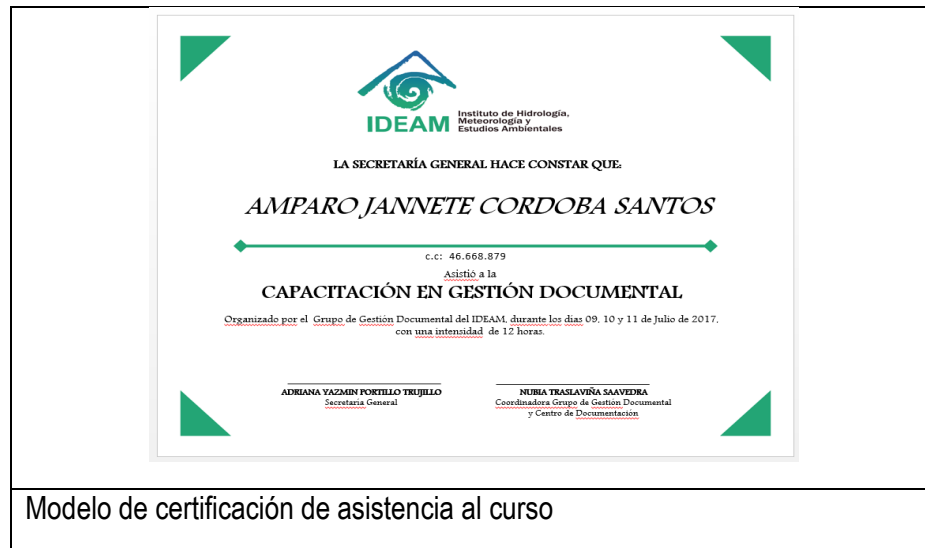 IDEAM
Instituto de Hidrología,
Meteorología y
Estudios Ambientales
LA SECRETARÍA GENERAL HACE CONSTAR QUE:
AMPARO JANNETE CORDOBA SANTOS
c.c: 46.668.879
Asistió a la
CAPACITACIÓN EN GESTIÓN DOCUMENTAL
Organizado por el Grupo de Gestión Documental del IDEAM, durante los dias 09, 10 y 11 de Julio de 2017,
con una intensidad de 12 horas.
ADRIANA YAZMIN PORTILLO TRUJILLO
Secretaria General
NUBIA TRASLAVIÑA SAAVEDRA
Coordinadora Grupo de Gestión Documental
y Centro de Documentación
Modelo de certificación de asistencia al curso